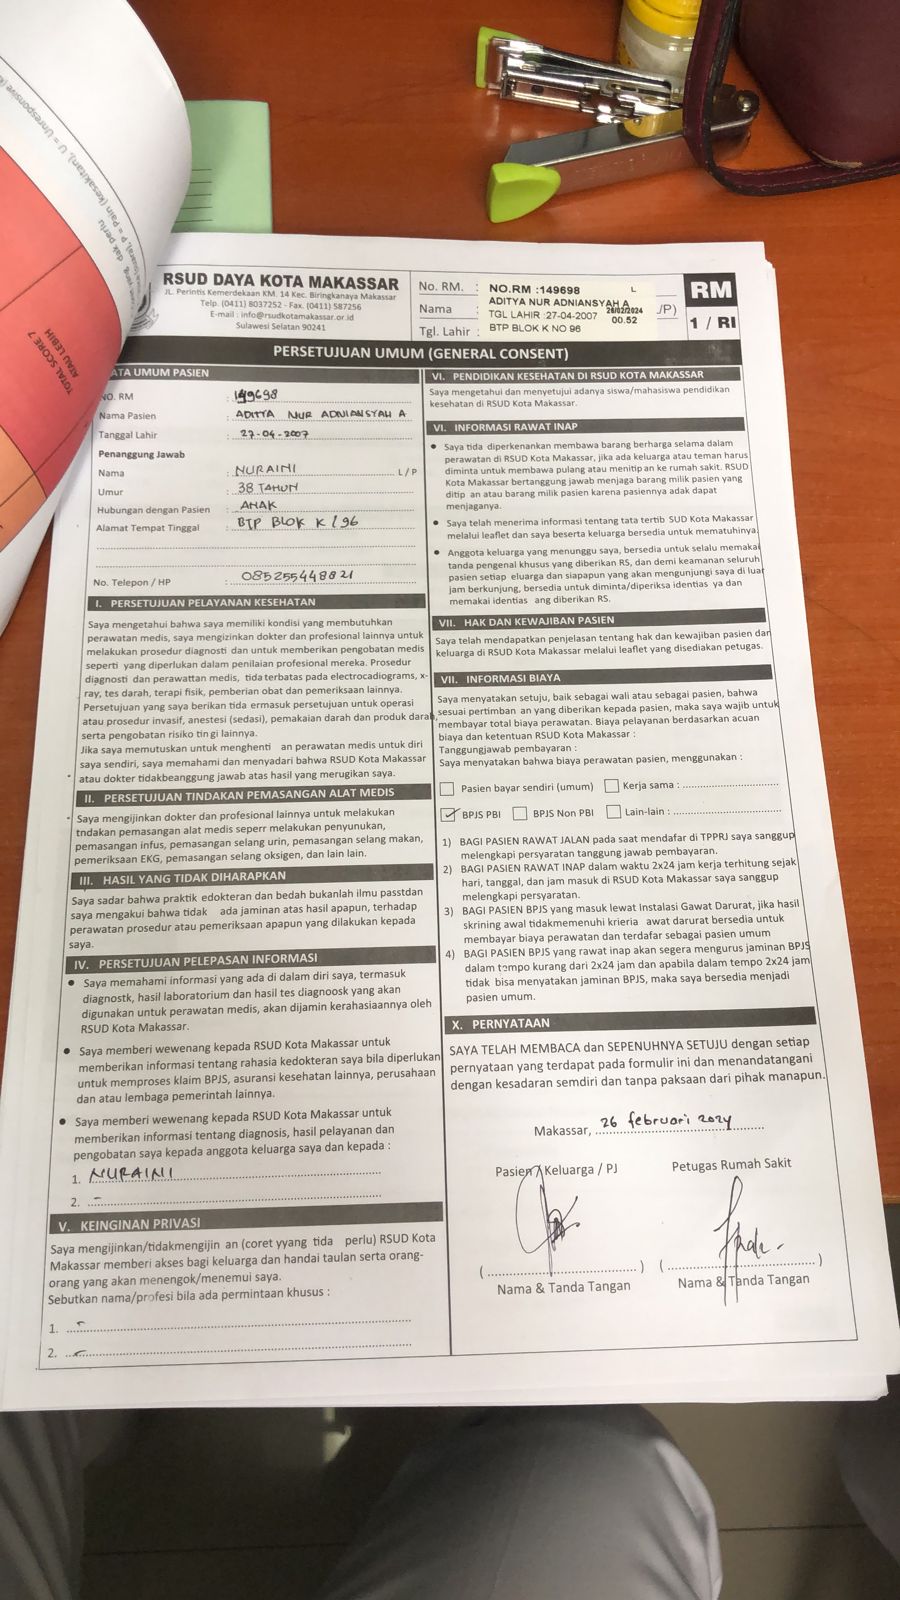 dak perlu
(kesakitan), U = Unresponsive
P = Pain
TOTAL SCORE 7
ATAU LEBIH
RSUD DAYA KOTA MAKASSAR
JL. Perintis Kemerdekaan KM. 14 Kec. Biringkanaya Makassar
Telp. (0411) 8037252 - Fax. (0411) 587256
E-mail : info@rsudkotamakassar.or.id
Sulawesi Selatan 90241
No. RM. :
Nama :
Tgl. Lahir :
NO.RM :149698 L
ADITYA NUR ADNIANSYAH A
TGL LAHIR :27-04-2007
BTP BLOK K NO 96
26/02/2024
00.52
/P)
RM
1 / RI
PERSETUJUAN UMUM (GENERAL CONSENT)
ATA UMUM PASIEN
NO. RM : 149698
Nama Pasien : ADITYA NUR ADNIANSYAH A
Tanggal Lahir : 27-04-2007
Penanggung Jawab
Nama : NURAINI L / P
Umur : 38 TAHUN
Hubungan dengan Pasien : ANAK
Alamat Tempat Tinggal : BTP BLOK K / 96
No. Telepon / HP : 085255448821
I. PERSETUJUAN PELAYANAN KESEHATAN
Saya mengetahui bahwa saya memiliki kondisi yang membutuhkan
perawatan medis, saya mengizinkan dokter dan profesional lainnya untuk
melakukan prosedur diagnosti dan untuk memberikan pengobatan medis
seperti yang diperlukan dalam penilaian profesional mereka. Prosedur
diagnosti dan perawattan medis, tida terbatas pada electrocadiograms, x-
ray, tes darah, terapi fisik, pemberian obat dan pemeriksaan lainnya.
Persetujuan yang saya berikan tida ermasuk persetujuan untuk operasi
atau prosedur invasif, anestesi (sedasi), pemakaian darah dan produk darah,
serta pengobatan risiko tin gi lainnya.
Jika saya memutuskan untuk menghenti an perawatan medis untuk diri
saya sendiri, saya memahami dan menyadari bahwa RSUD Kota Makassar
atau dokter tidakbeanggung jawab atas hasil yang merugikan saya.
II. PERSETUJUAN TINDAKAN PEMASANGAN ALAT MEDIS
Saya mengijinkan dokter dan profesional lainnya untuk melakukan
tndakan pemasangan alat medis seperr melakukan penyunukan,
pemasangan infus, pemasangan selang urin, pemasangan selang makan,
pemeriksaan EKG, pemasangan selang oksigen, dan lain lain.
III. HASIL YANG TIDAK DIHARAPKAN
Saya sadar bahwa praktik edokteran dan bedah bukanlah ilmu passtdan
saya mengakui bahwa tidak ada jaminan atas hasil apapun, terhadap
perawatan prosedur atau pemeriksaan apapun yang dilakukan kepada
saya.
IV. PERSETUJUAN PELEPASAN INFORMASI
• Saya memahami informasi yang ada di dalam diri saya, termasuk
diagnostk, hasil laboratorium dan hasil tes diagnoosk yang akan
digunakan untuk perawatan medis, akan dijamin kerahasiaannya oleh
RSUD Kota Makassar.
• Saya memberi wewenang kepada RSUD Kota Makassar untuk
memberikan informasi tentang rahasia kedokteran saya bila diperlukan
untuk memproses klaim BPJS, asuransi kesehatan lainnya, perusahaan
dan atau lembaga pemerintah lainnya.
• Saya memberi wewenang kepada RSUD Kota Makassar untuk
memberikan informasi tentang diagnosis, hasil pelayanan dan
pengobatan saya kepada anggota keluarga saya dan kepada :
1. NURAINI
2. -
V. KEINGINAN PRIVASI
Saya mengijinkan/tidakmengijin an (coret yyang tida perlu) RSUD Kota
Makassar memberi akses bagi keluarga dan handai taulan serta orang-
orang yang akan menengok/menemui saya.
Sebutkan nama/profesi bila ada permintaan khusus :
1. -
2. -
VI. PENDIDIKAN KESEHATAN DI RSUD KOTA MAKASSAR
Saya mengetahui dan menyetujui adanya siswa/mahasiswa pendidikan
kesehatan di RSUD Kota Makassar.
VI. INFORMASI RAWAT INAP
• Saya tida diperkenankan membawa barang berharga selama dalam
perawatan di RSUD Kota Makassar, jika ada keluarga atau teman harus
diminta untuk membawa pulang atau menitip an ke rumah sakit. RSUD
Kota Makassar bertanggung jawab menjaga barang milik pasien yang
ditip an atau barang milik pasien karena pasiennya adak dapat
menjaganya.
• Saya telah menerima informasi tentang tata tertib SUD Kota Makassar
melalui leaflet dan saya beserta keluarga bersedia untuk mematuhinya.
• Anggota keluarga yang menunggu saya, bersedia untuk selalu memakai
tanda pengenal khusus yang diberikan RS, dan demi keamanan seluruh
pasien setiap eluarga dan siapapun yang akan mengunjungi saya di luar
jam berkunjung, bersedia untuk diminta/diperiksa identias ya dan
memakai identias ang diberikan RS.
VII. HAK DAN KEWAJIBAN PASIEN
Saya telah mendapatkan penjelasan tentang hak dan kewajiban pasien dan
keluarga di RSUD Kota Makassar melalui leaflet yang disediakan petugas.
VII. INFORMASI BIAYA
Saya menyatakan setuju, baik sebagai wali atau sebagai pasien, bahwa
sesuai pertimban an yang diberikan kepada pasien, maka saya wajib untuk
membayar total biaya perawatan. Biaya pelayanan berdasarkan acuan
biaya dan ketentuan RSUD Kota Makassar :
Tanggungjawab pembayaran :
Saya menyatakan bahwa biaya perawatan pasien, menggunakan :
Pasien bayar sendiri (umum) Kerja sama :
✓ BPJS PBI BPJS Non PBI Lain-lain :
1) BAGI PASIEN RAWAT JALAN pada saat mendafar di TPPRJ saya sanggup
melengkapi persyaratan tanggung jawab pembayaran.
2) BAGI PASIEN RAWAT INAP dalam waktu 2x24 jam kerja terhitung sejak
hari, tanggal, dan jam masuk di RSUD Kota Makassar saya sanggup
melengkapi persyaratan.
3) BAGI PASIEN BPJS yang masuk lewat Instalasi Gawat Darurat, jika hasil
skrining awal tidakmemenuhi krieria awat darurat bersedia untuk
membayar biaya perawatan dan terdafar sebagai pasien umum
4) BAGI PASIEN BPJS yang rawat inap akan segera mengurus jaminan BPJS
dalam tempo kurang dari 2x24 jam dan apabila dalam tempo 2x24 jam
tidak bisa menyatakan jaminan BPJS, maka saya bersedia menjadi
pasien umum.
X. PERNYATAAN
SAYA TELAH MEMBACA dan SEPENUHNYA SETUJU dengan setiap
pernyataan yang terdapat pada formulir ini dan menandatangani
dengan kesadaran semdiri dan tanpa paksaan dari pihak manapun.
Makassar, 26 februari 2024
Pasien / Keluarga / PJ Petugas Rumah Sakit
(....................) (....................)
Nama & Tanda Tangan Nama & Tanda Tangan